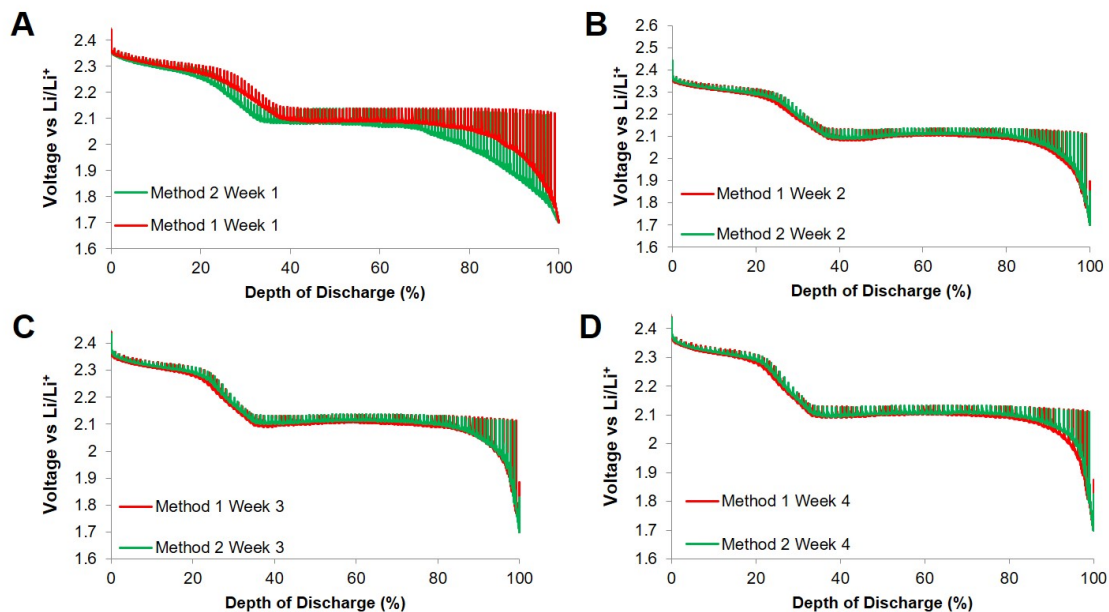 A
Voltage vs Li/Li+
2.4
2.3
2.2
2.1
2
1.9
1.8
1.7
1.6
Method 2 Week 1
Method 1 Week 1
0 20 40 60 80 100
Depth of Discharge (%)
B
Voltage vs Li/Li+
2.6
2.5
2.4
2.3
2.2
2.1
2
1.9
1.8
1.7
1.6
Method 1 Week 2
Method 2 Week 2
0 20 40 60 80 100
Depth of Discharge (%)
C
Voltage vs Li/Li+
2.4
2.3
2.2
2.1
2
1.9
1.8
1.7
1.6
Method 1 Week 3
Method 2 Week 3
0 20 40 60 80 100
Depth of Discharge (%)
D
Voltage vs Li/Li+
2.4
2.3
2.2
2.1
2
1.9
1.8
1.7
1.6
Method 1 Week 4
Method 2 Week 4
0 20 40 60 80 100
Depth of Discharge (%)